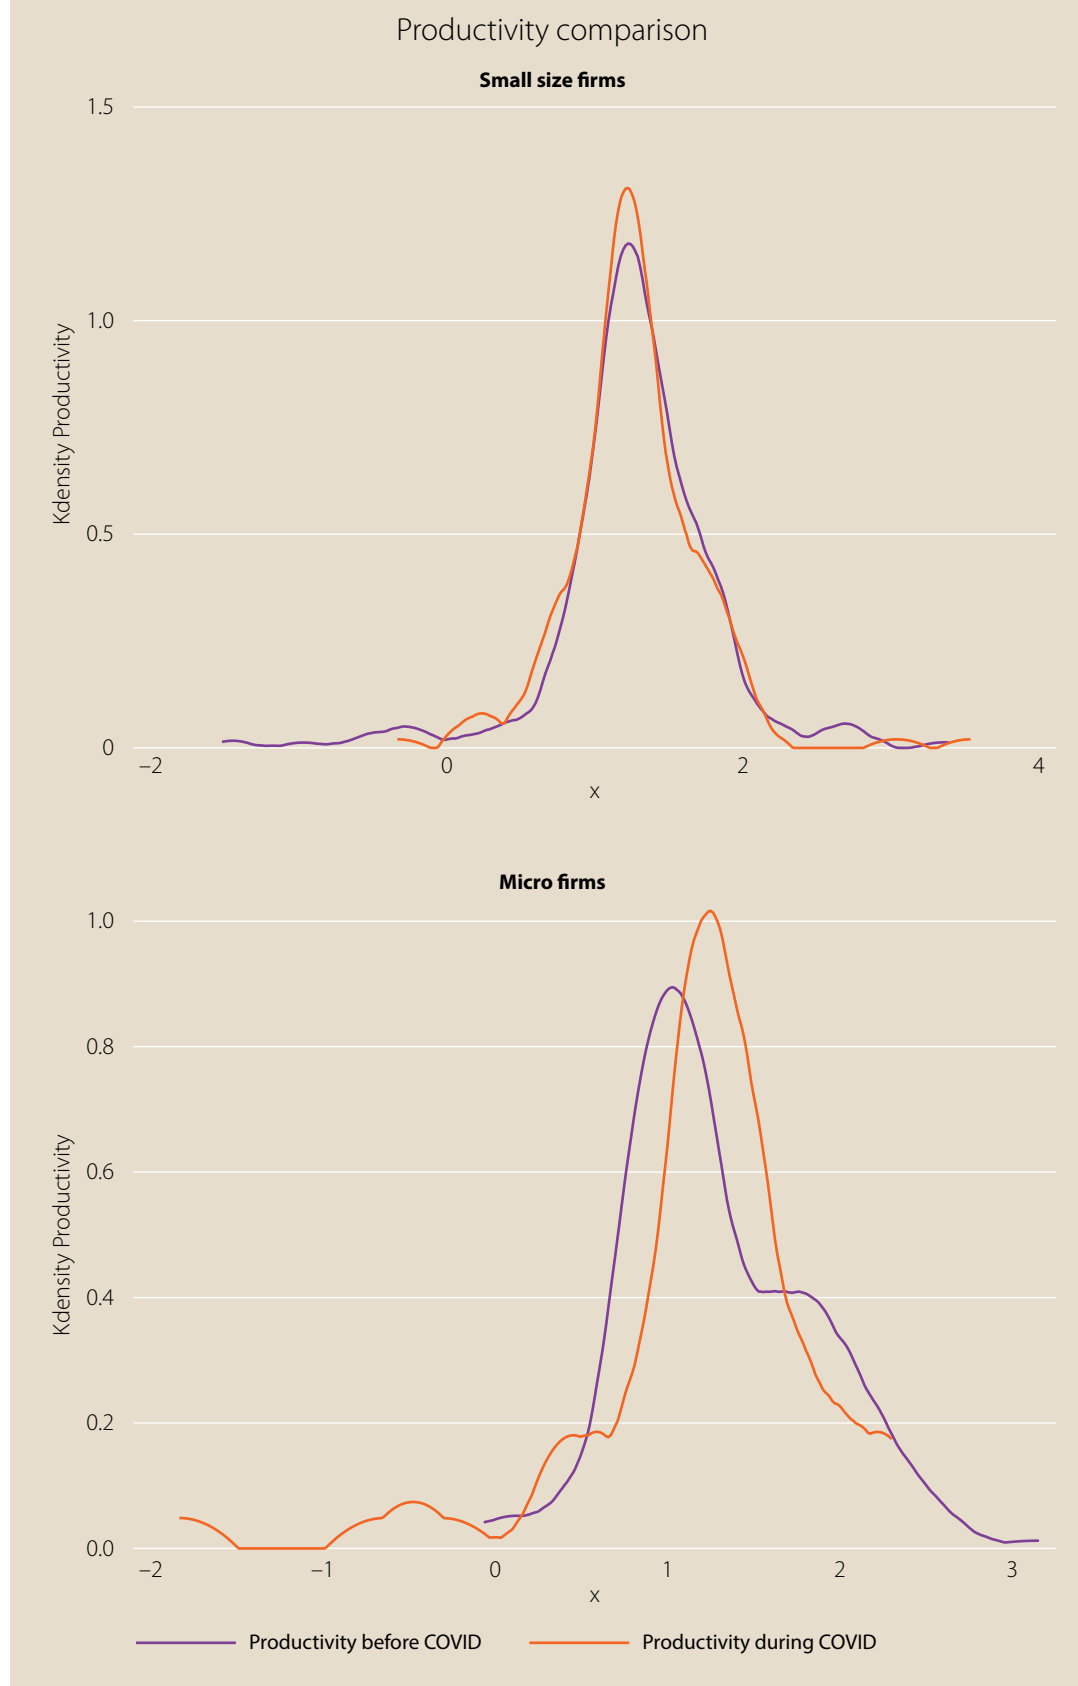 Productivity comparison
Small size firms
1.5
1.0
0.5
0
Kdensity Productivity
–2 0 2 4
x
Micro firms
1.0
0.8
0.6
0.4
0.2
0.0
Kdensity Productivity
–2 –1 0 1 2 3
x
Productivity before COVID Productivity during COVID